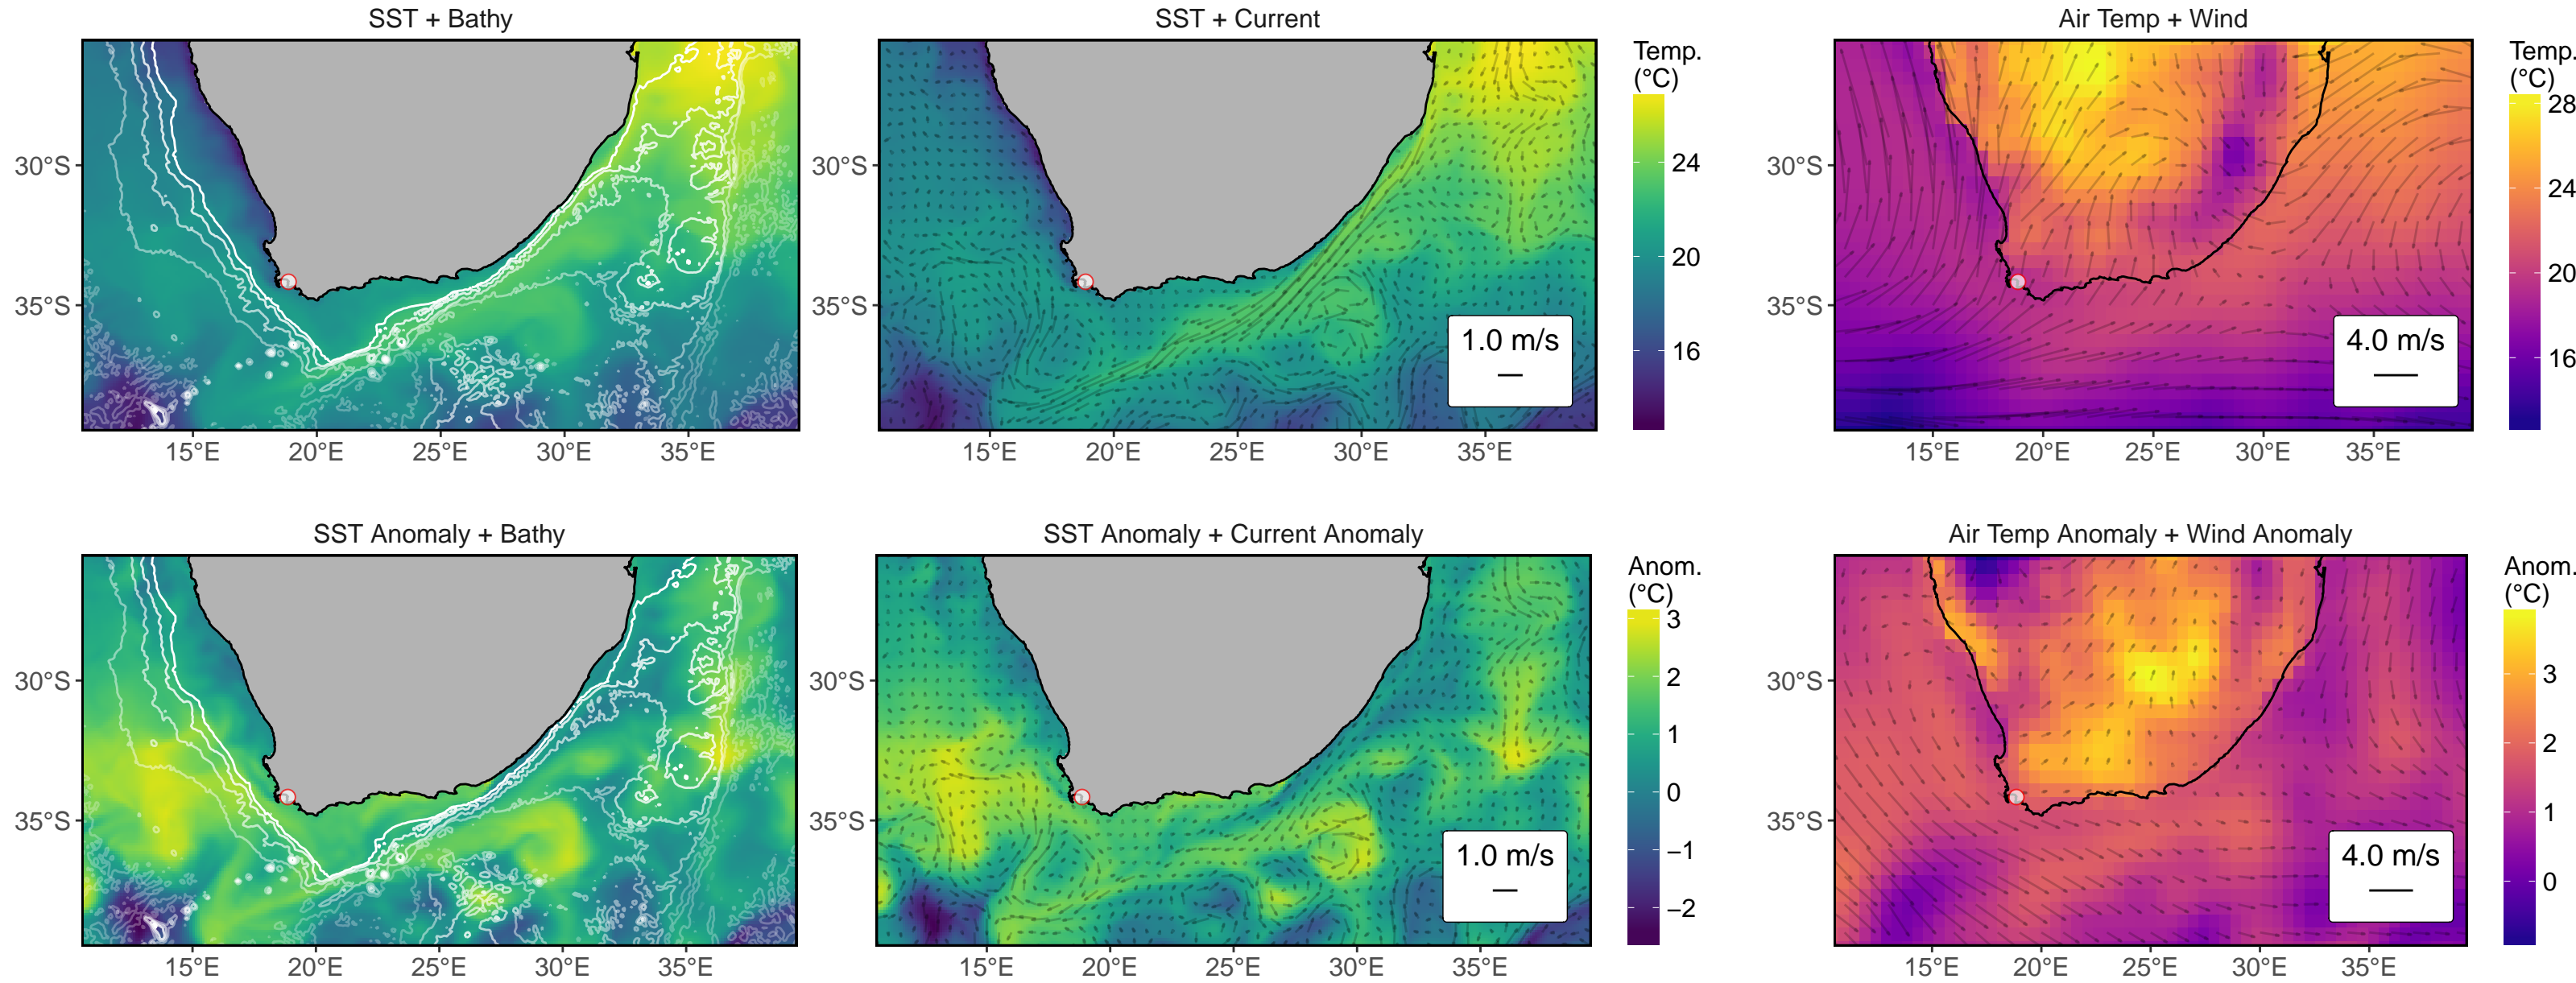 SST + Bathy
30°S
35°S
15°E
20°E
25°E
30°E
35°E
SST + Current
30°S
35°S
15°E
20°E
25°E
30°E
35°E
1.0 m/s
Temp.
(°C)
24
20
16
Air Temp + Wind
30°S
35°S
15°E
20°E
25°E
30°E
35°E
4.0 m/s
Temp.
(°C)
28
24
20
16
SST Anomaly + Bathy
30°S
35°S
15°E
20°E
25°E
30°E
35°E
SST Anomaly + Current Anomaly
30°S
35°S
15°E
20°E
25°E
30°E
35°E
1.0 m/s
Anom.
(°C)
3
2
1
0
−1
−2
Air Temp Anomaly + Wind Anomaly
30°S
35°S
15°E
20°E
25°E
30°E
35°E
4.0 m/s
Anom.
(°C)
3
2
1
0